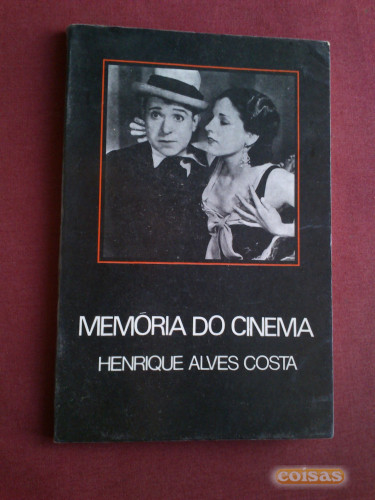 MEMÓRIA DO CINEMA
HENRIQUE ALVES COSTA
coisas